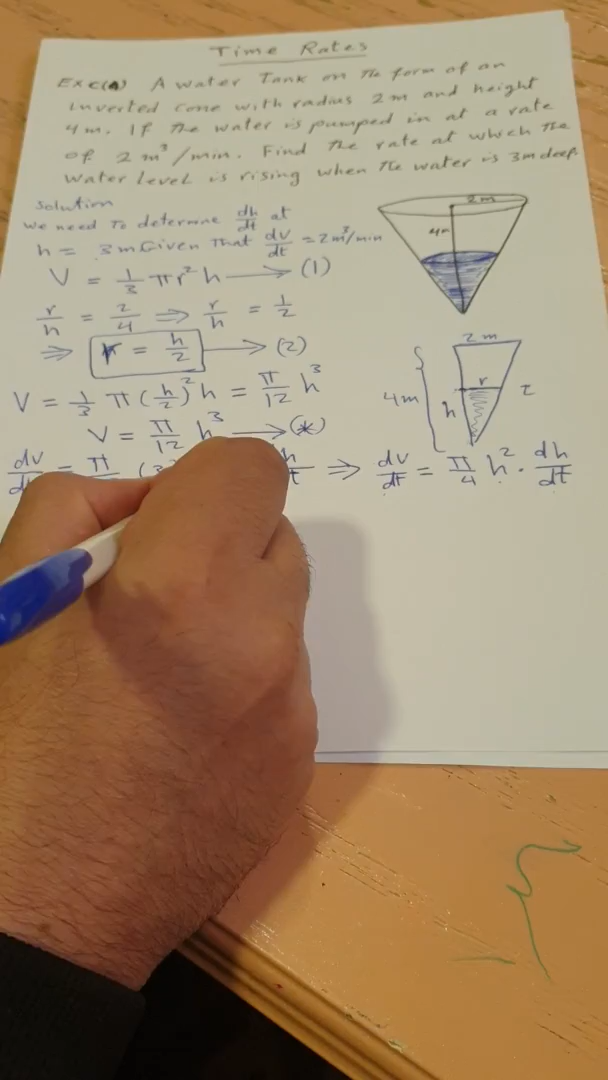 Time Rates
Exc(A) A water Tank on The form of an
inverted cone with radius 2m and height
4m. If The water is pumped in at a rate
of 2 m³/min. Find the rate at which the
water level is rising when the water is 3m deep
Solution
We need To determine dh/dt at
h = 3m Given That dv/dt = 2m³/min
V = 1/3 πr² h → (1)
r/h = 2/4 ⇒ r/h = 1/2
⇒ r = h/2 → (2)
V = 1/3 π (h/2)² h = π/12 h³
V = π/12 h³ → (*)
⇒ dv/dt = π/4 h² · dh/dt
2m
4m
2 m
4m
r
h